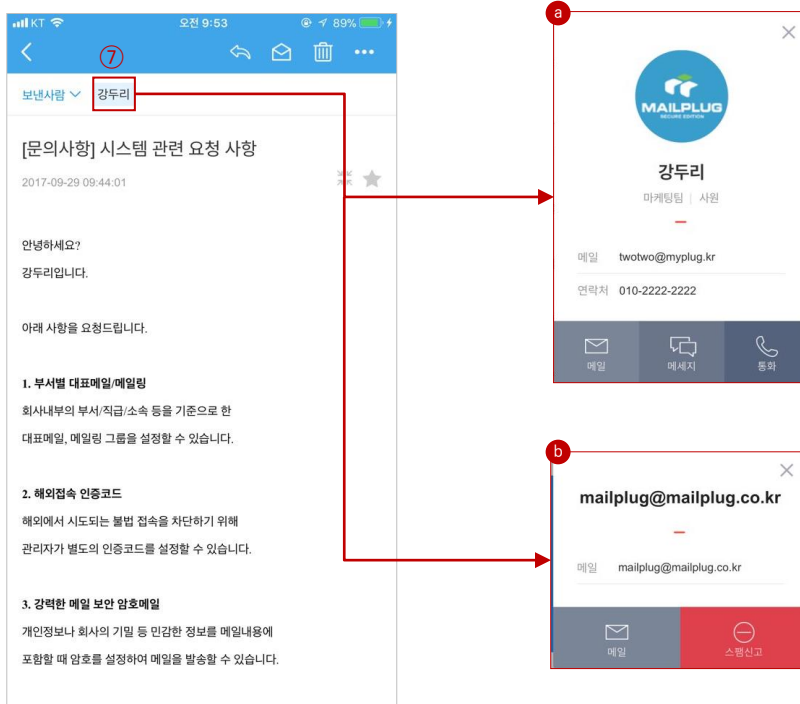 KT 오전 9:53 89%
⑦
보낸사람 강두리
[문의사항] 시스템 관련 요청 사항
2017-09-29 09:44:01
안녕하세요?
강두리입니다.
아래 사항을 요청드립니다.
1. 부서별 대표메일/메일링
회사내부의 부서/직급/소속 등을 기준으로 한
대표메일, 메일링 그룹을 설정할 수 있습니다.
2. 해외접속 인증코드
해외에서 시도되는 불법 접속을 차단하기 위해
관리자가 별도의 인증코드를 설정할 수 있습니다.
3. 강력한 메일 보안 암호메일
개인정보나 회사의 기밀 등 민감한 정보를 메일내용에
포함할 때 암호를 설정하여 메일을 발송할 수 있습니다.
a
MAILPLUG
SECURE EDITION
강두리
마케팅팀 | 사원
메일 twotwo@myplug.kr
연락처 010-2222-2222
메일 메세지 통화
b
mailplug@mailplug.co.kr
메일 mailplug@mailplug.co.kr
메일 스팸신고